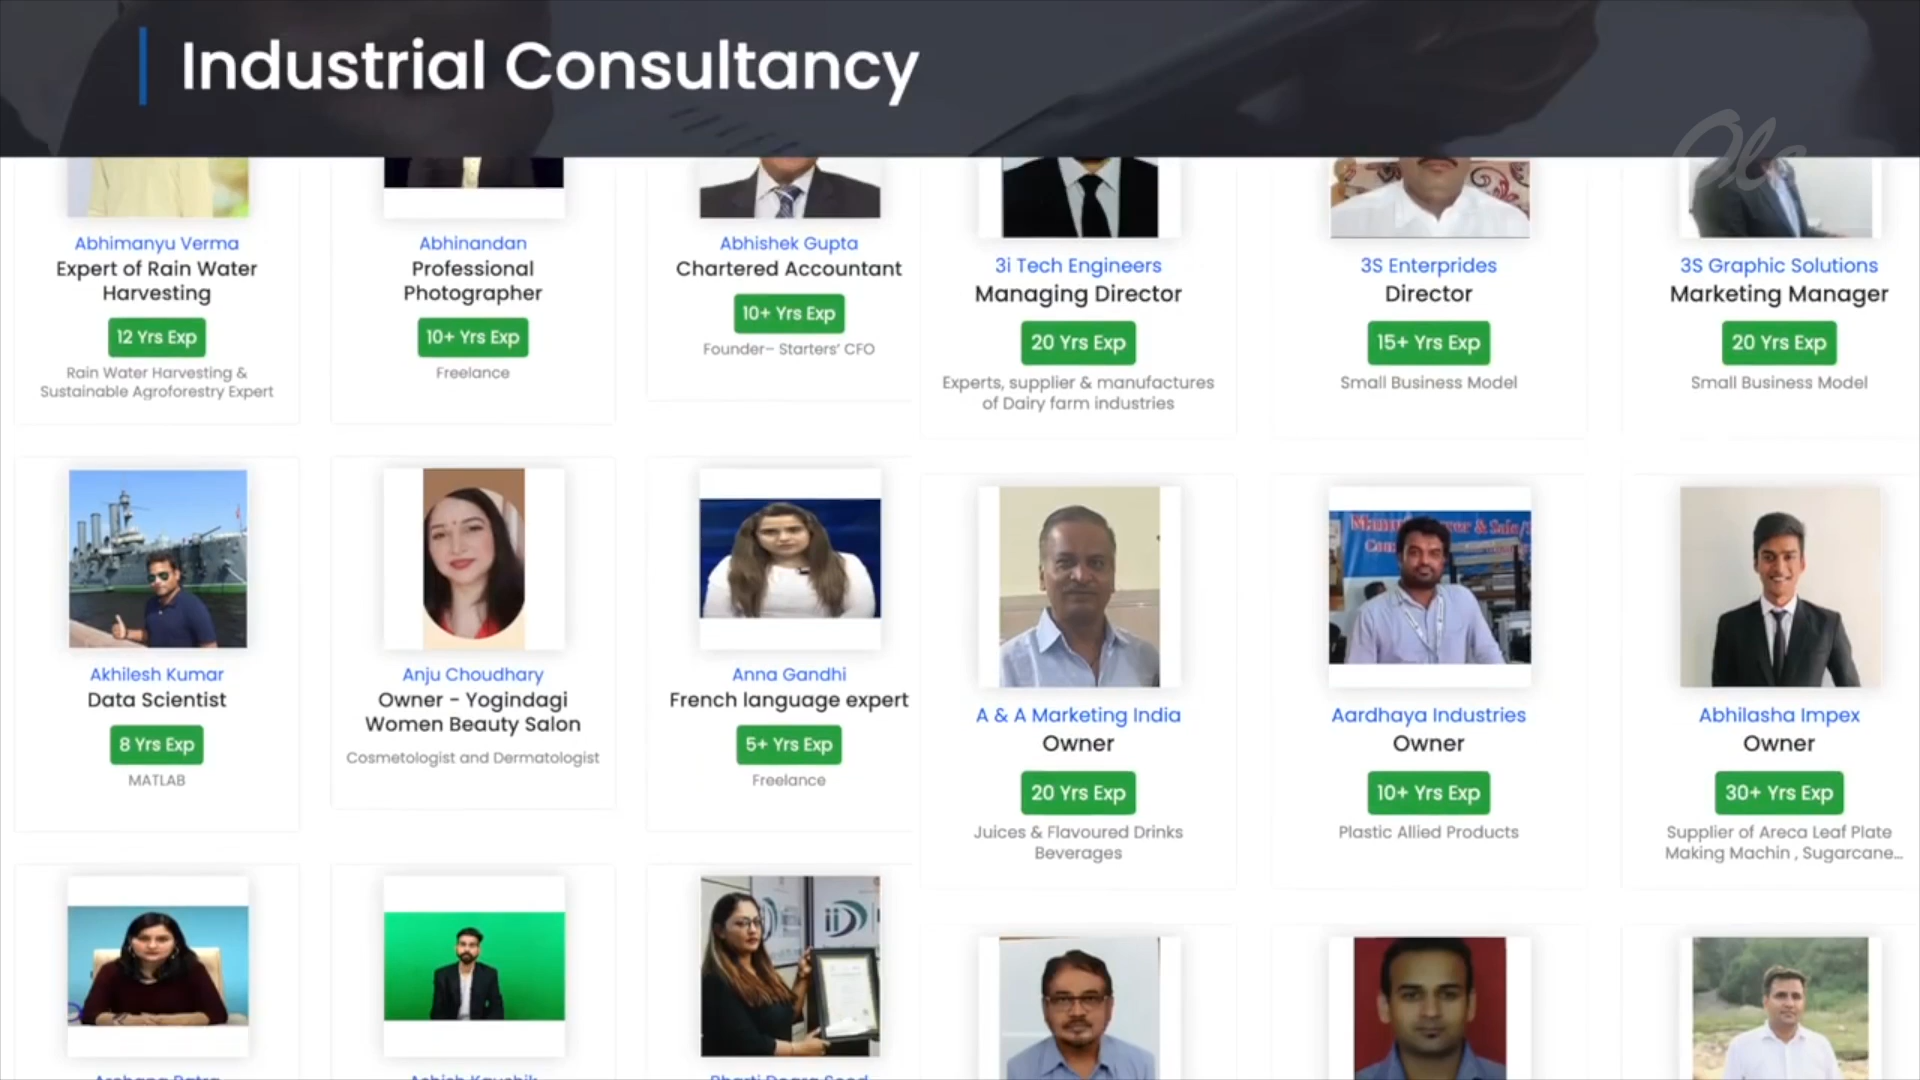 Industrial Consultancy
Ole
Abhimanyu Verma
Expert of Rain Water
Harvesting
12 Yrs Exp
Rain Water Harvesting &
Sustainable Agroforestry Expert
Abhinandan
Professional
Photographer
10+ Yrs Exp
Freelance
Abhishek Gupta
Chartered Accountant
10+ Yrs Exp
Founder– Starters’ CFO
3i Tech Engineers
Managing Director
20 Yrs Exp
Experts, supplier & manufactures
of Dairy farm industries
3S Enterprides
Director
15+ Yrs Exp
Small Business Model
3S Graphic Solutions
Marketing Manager
20 Yrs Exp
Small Business Model
Akhilesh Kumar
Data Scientist
8 Yrs Exp
MATLAB
Anju Choudhary
Owner - Yogindagi
Women Beauty Salon
Cosmetologist and Dermatologist
Anna Gandhi
French language expert
5+ Yrs Exp
Freelance
A & A Marketing India
Owner
20 Yrs Exp
Juices & Flavoured Drinks
Beverages
Aardhaya Industries
Owner
10+ Yrs Exp
Plastic Allied Products
Abhilasha Impex
Owner
30+ Yrs Exp
Supplier of Areca Leaf Plate
Making Machin , Sugarcane...